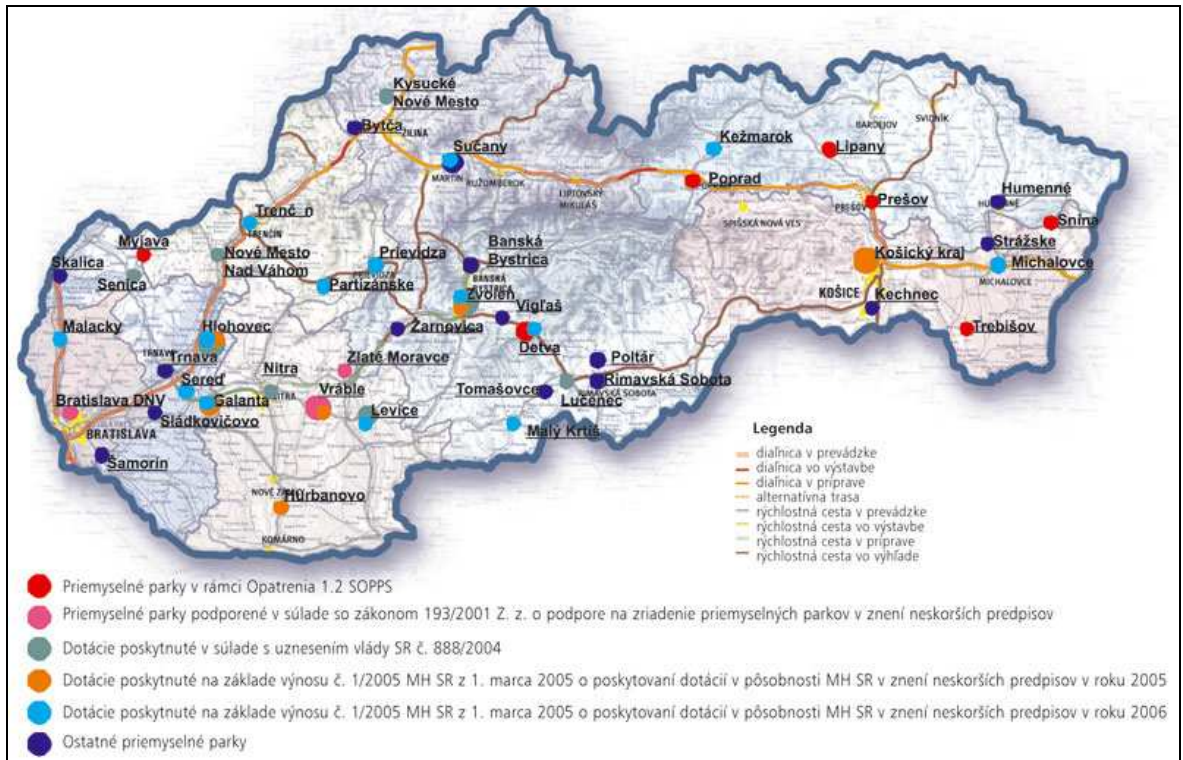 Kysucké
Nové Mesto
Bytča
ŽILINA
Sučany
MARTIN
RUŽOMBEROK
LIPTOVSKÝ
MIKULÁŠ
Kežmarok
Poprad
BARDEJOV
SVIDNÍK
Lipany
PREŠOV
Prešov
Humenné
Snina
Strážske
SPIŠSKÁ NOVÁ VES
Košický kraj
Michalovce
MICHALOVCE
KOŠICE
Kechnec
Trebišov
Trenč n
TRENČÍN
Myjava
Skalica
Senica
Nové Mesto
Nad Váhom
Prievidza
PRIEVIDZA
Partizánske
Banská
Bystrica
BANSKÁ
BYSTRICA
Zvolen
Vigľaš
Malacky
Hlohovec
Žarnovica
Detva
TRNAVA
Trnava
Zlaté Moravce
Poltár
Sereď
Nitra
NITRA
Vráble
Tomašovce
Rimavská Sobota
RIMAVSKÁ SOBOTA
Lučenec
Bratislava DNV
Galanta
Levice
Sládkovičovo
Malý Krtíš
BRATISLAVA
Šamorín
Hurbanovo
KOMÁRNO
Legenda
diaľnica v prevádzke
diaľnica vo výstavbe
diaľnica v príprave
alternatívna trasa
rýchlostná cesta v prevádzke
rýchlostná cesta vo výstavbe
rýchlostná cesta v príprave
rýchlostná cesta vo výhľade
Priemyselné parky v rámci Opatrenia 1.2 SOPPS
Priemyselné parky podporené v súlade so zákonom 193/2001 Z. z. o podpore na zriadenie priemyselných parkov v znení neskorších predpisov
Dotácie poskytnuté v súlade s uznesením vlády SR č. 888/2004
Dotácie poskytnuté na základe výnosu č. 1/2005 MH SR z 1. marca 2005 o poskytovaní dotácií v pôsobnosti MH SR v znení neskorších predpisov v roku 2005
Dotácie poskytnuté na základe výnosu č. 1/2005 MH SR z 1. marca 2005 o poskytovaní dotácií v pôsobnosti MH SR v znení neskorších predpisov v roku 2006
Ostatné priemyselné parky